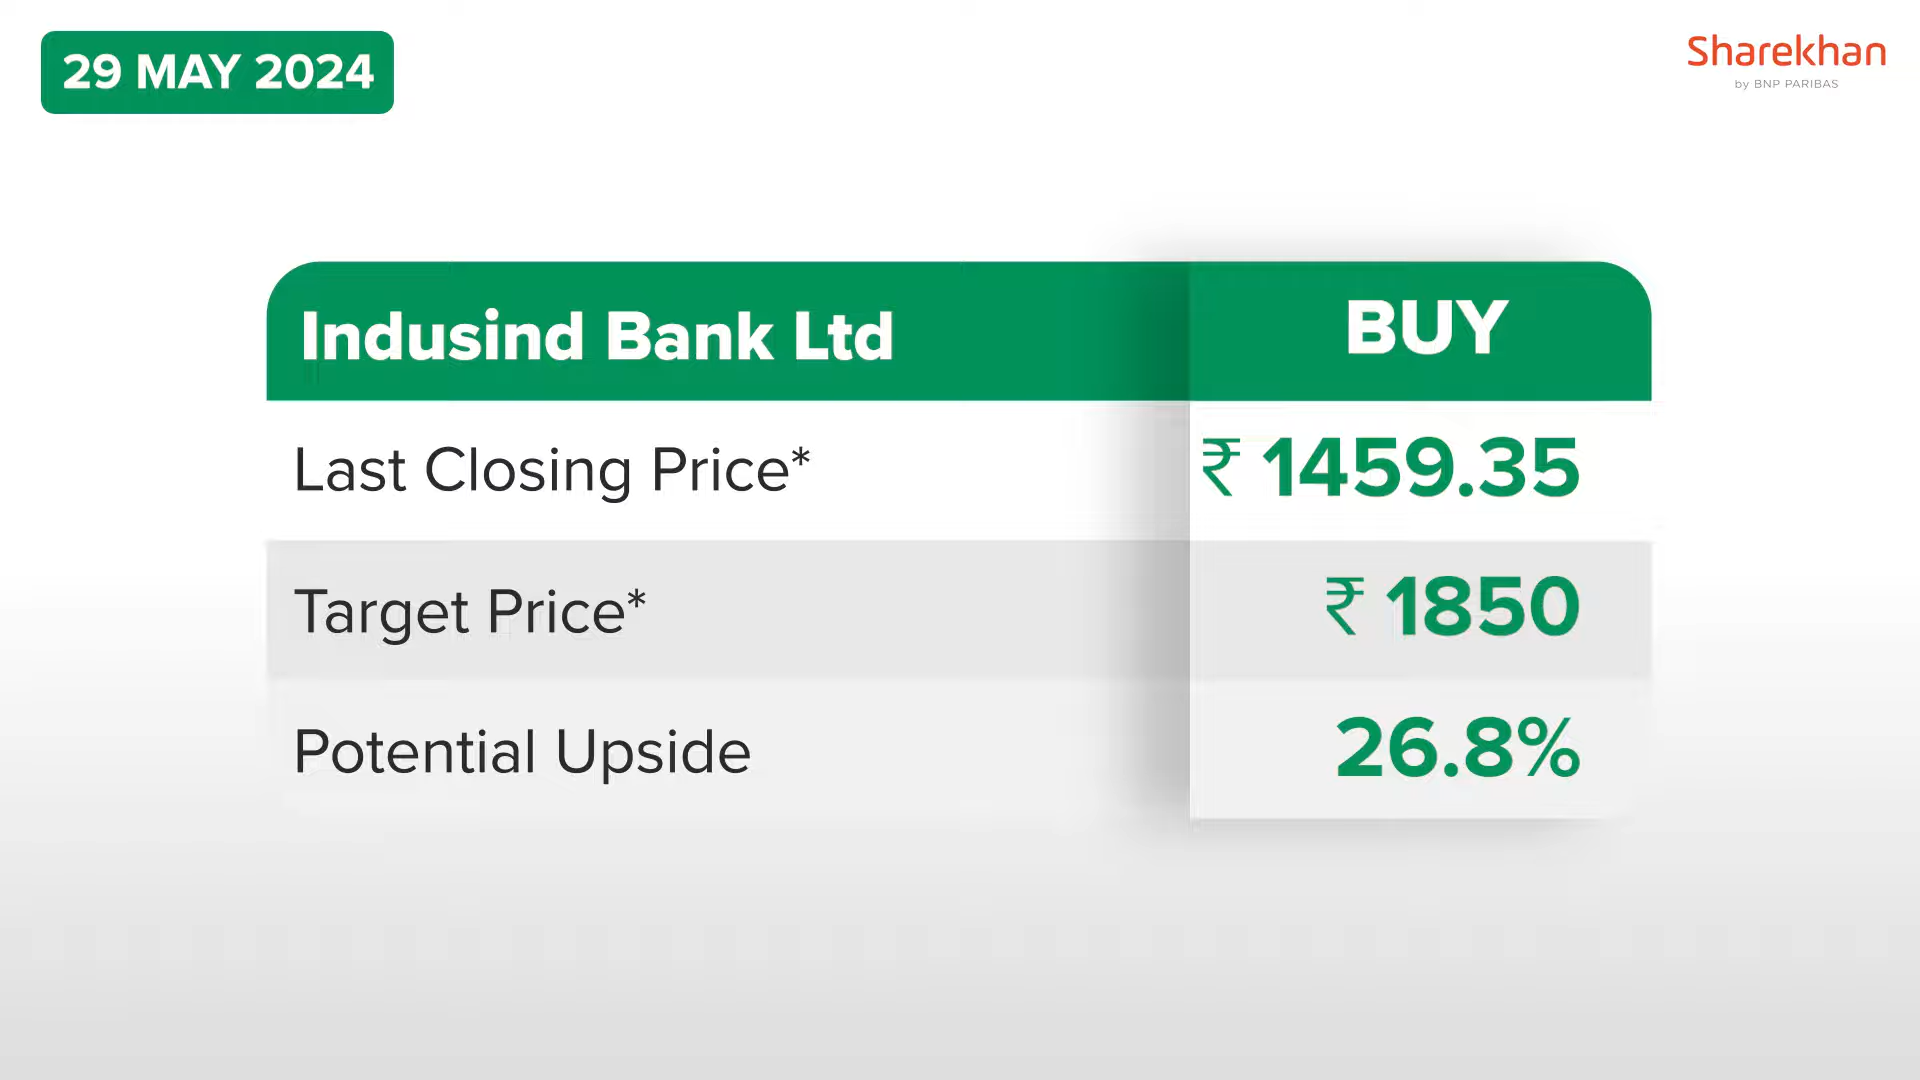 29 MAY 2024
Sharekhan
by BNP PARIBAS
Indusind Bank Ltd BUY
Last Closing Price* ₹ 1459.35
Target Price* ₹ 1850
Potential Upside 26.8%